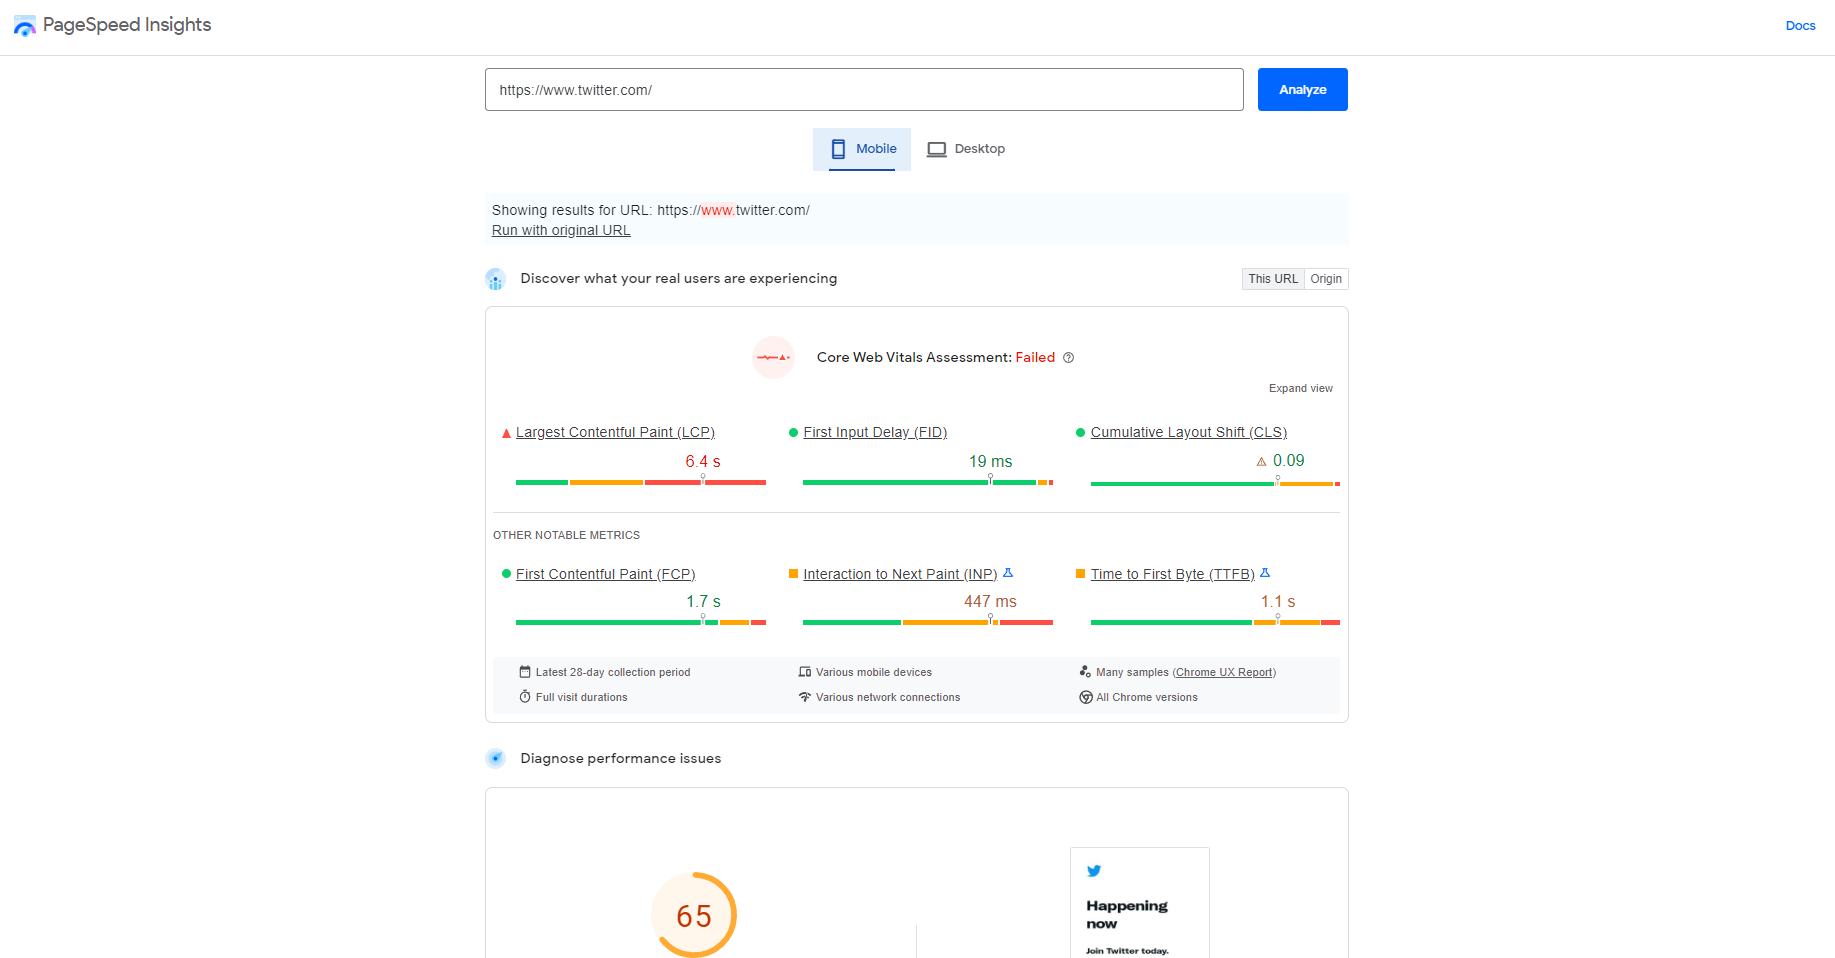 PageSpeed Insights
Docs
https://www.twitter.com/
Analyze
Mobile
Desktop
Showing results for URL: https://www.twitter.com/
Run with original URL
Discover what your real users are experiencing
This URL
Origin
Core Web Vitals Assessment: Failed
Expand view
Largest Contentful Paint (LCP)
6.4 s
First Input Delay (FID)
19 ms
Cumulative Layout Shift (CLS)
0.09
OTHER NOTABLE METRICS
First Contentful Paint (FCP)
1.7 s
Interaction to Next Paint (INP)
447 ms
Time to First Byte (TTFB)
1.1 s
Latest 28-day collection period
Various mobile devices
Many samples (Chrome UX Report)
Full visit durations
Various network connections
All Chrome versions
Diagnose performance issues
65
Happening
now
Join Twitter today.